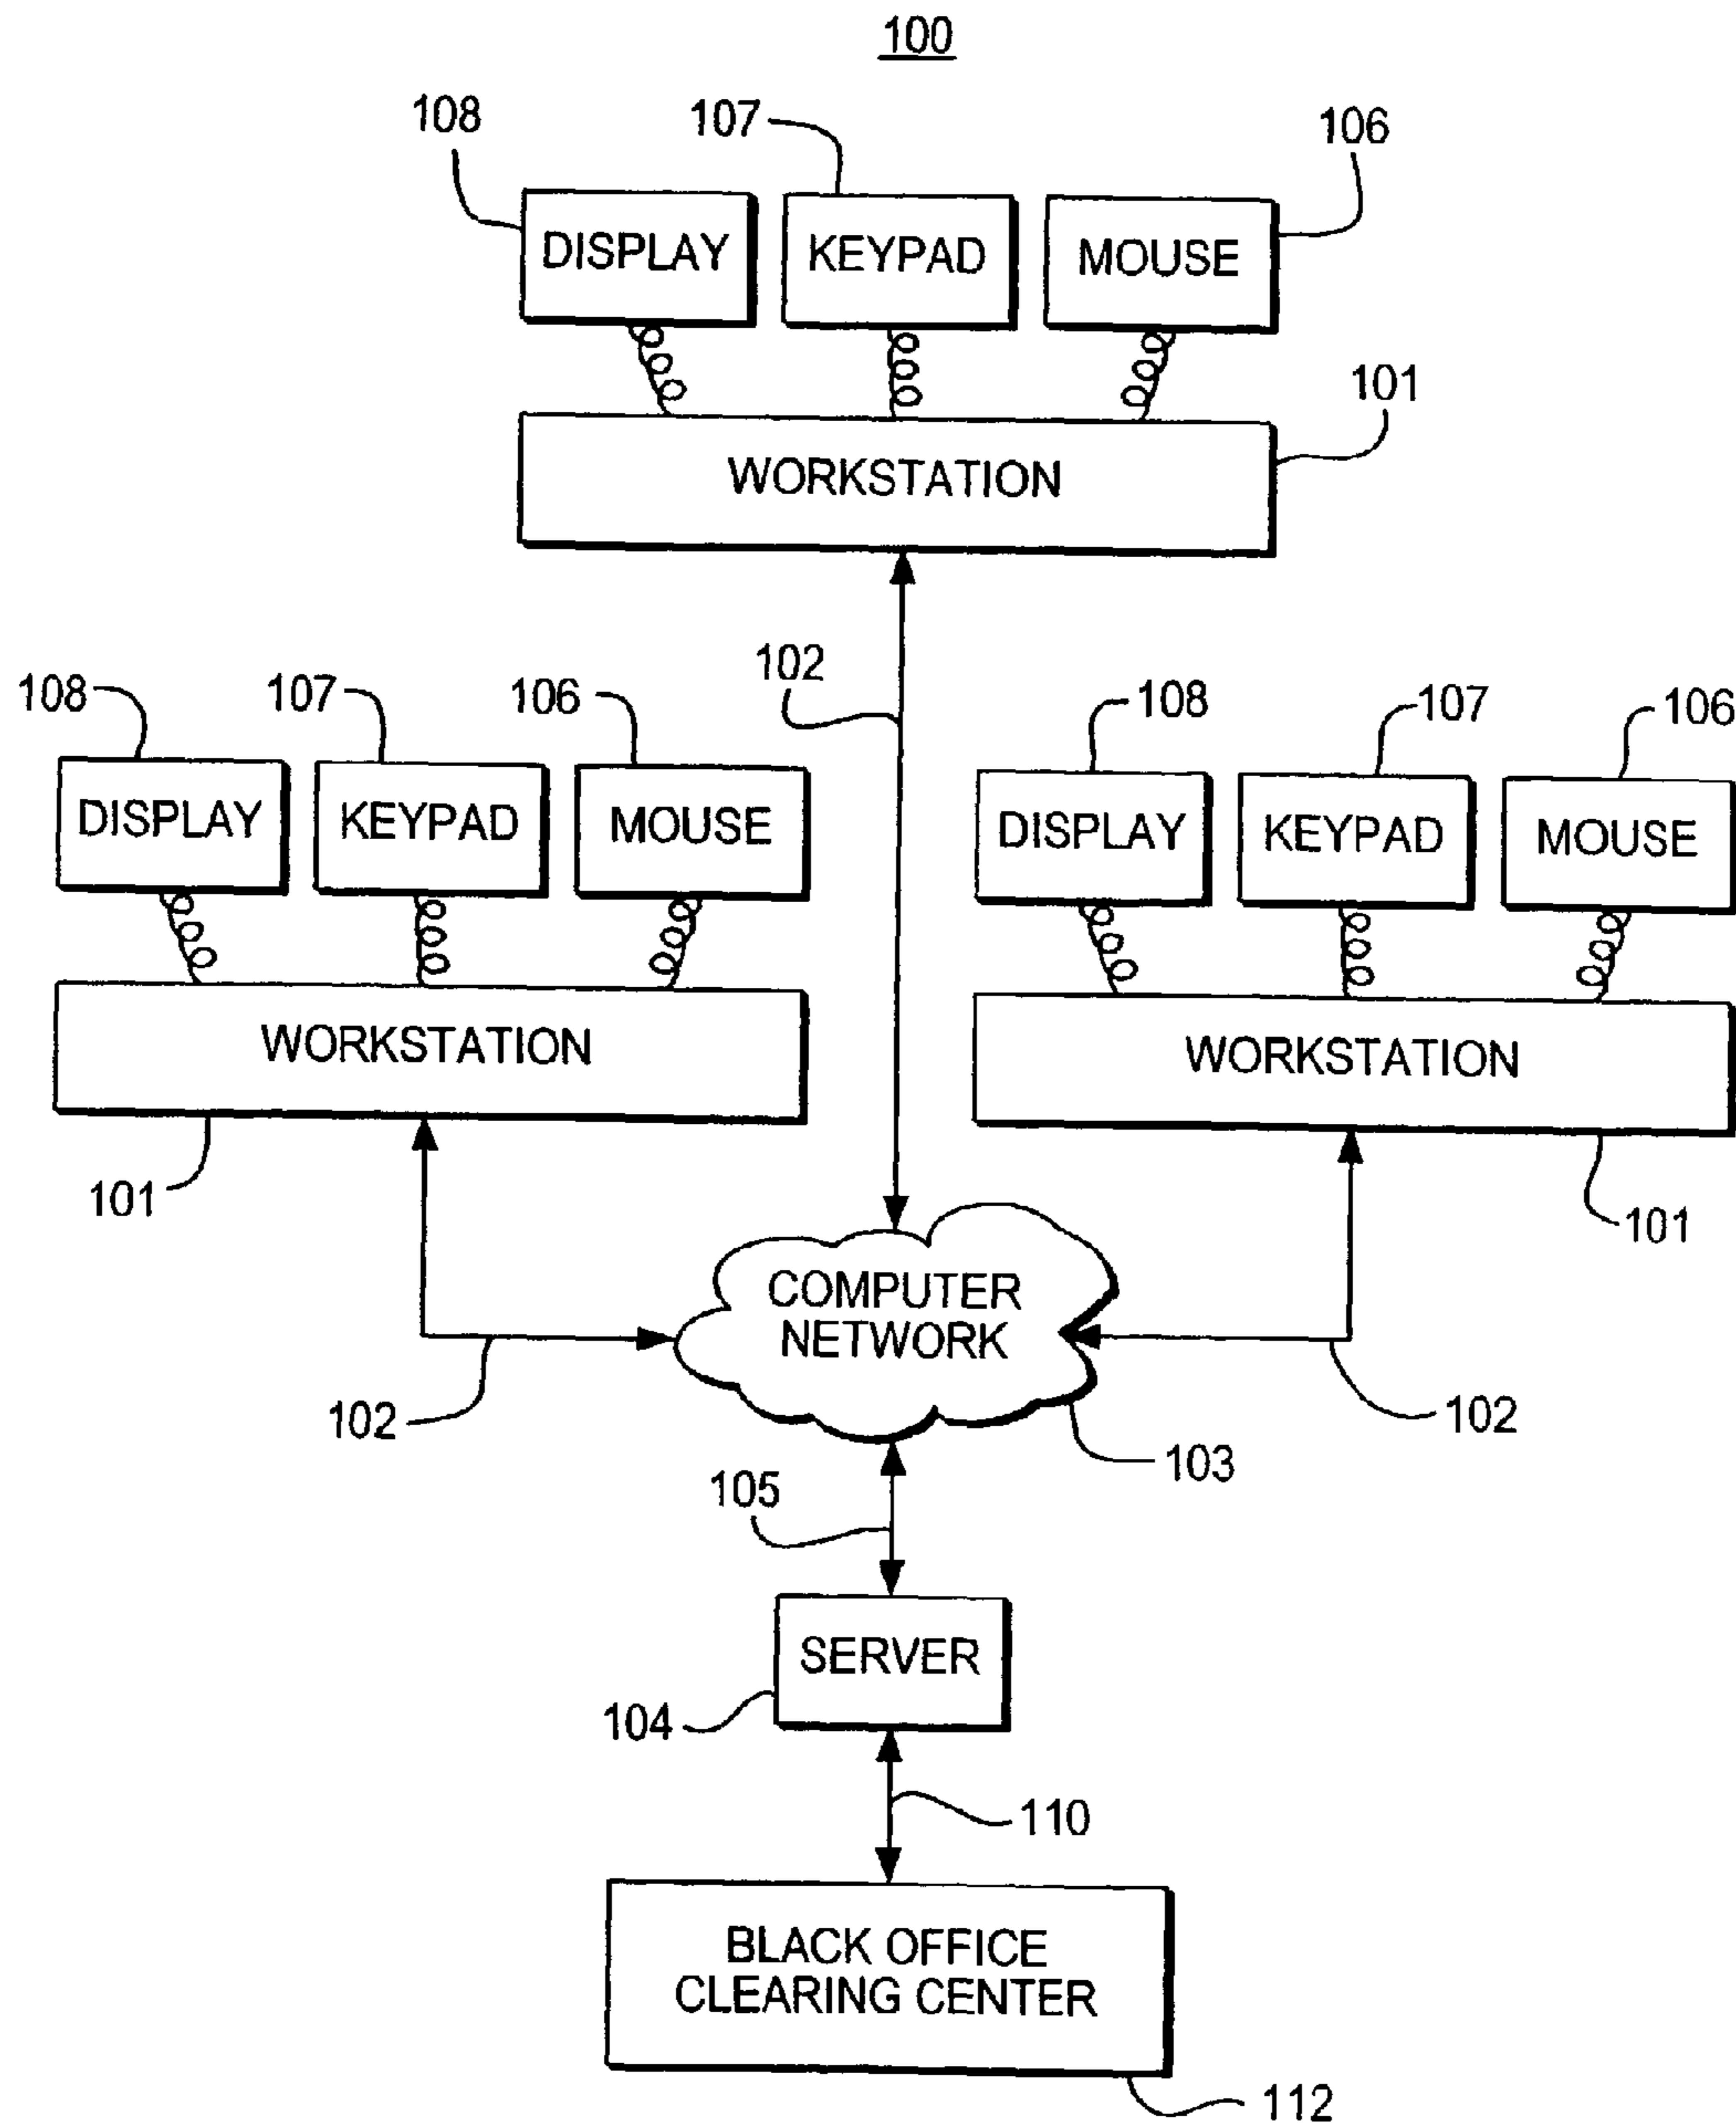 100
108
107
106
DISPLAY
KEYPAD
MOUSE
101
WORKSTATION
102
108
107
106
108
107
106
DISPLAY
KEYPAD
MOUSE
DISPLAY
KEYPAD
MOUSE
WORKSTATION
WORKSTATION
101
101
COMPUTER
NETWORK
102
102
103
105
SERVER
104
110
BLACK OFFICE
CLEARING CENTER
112